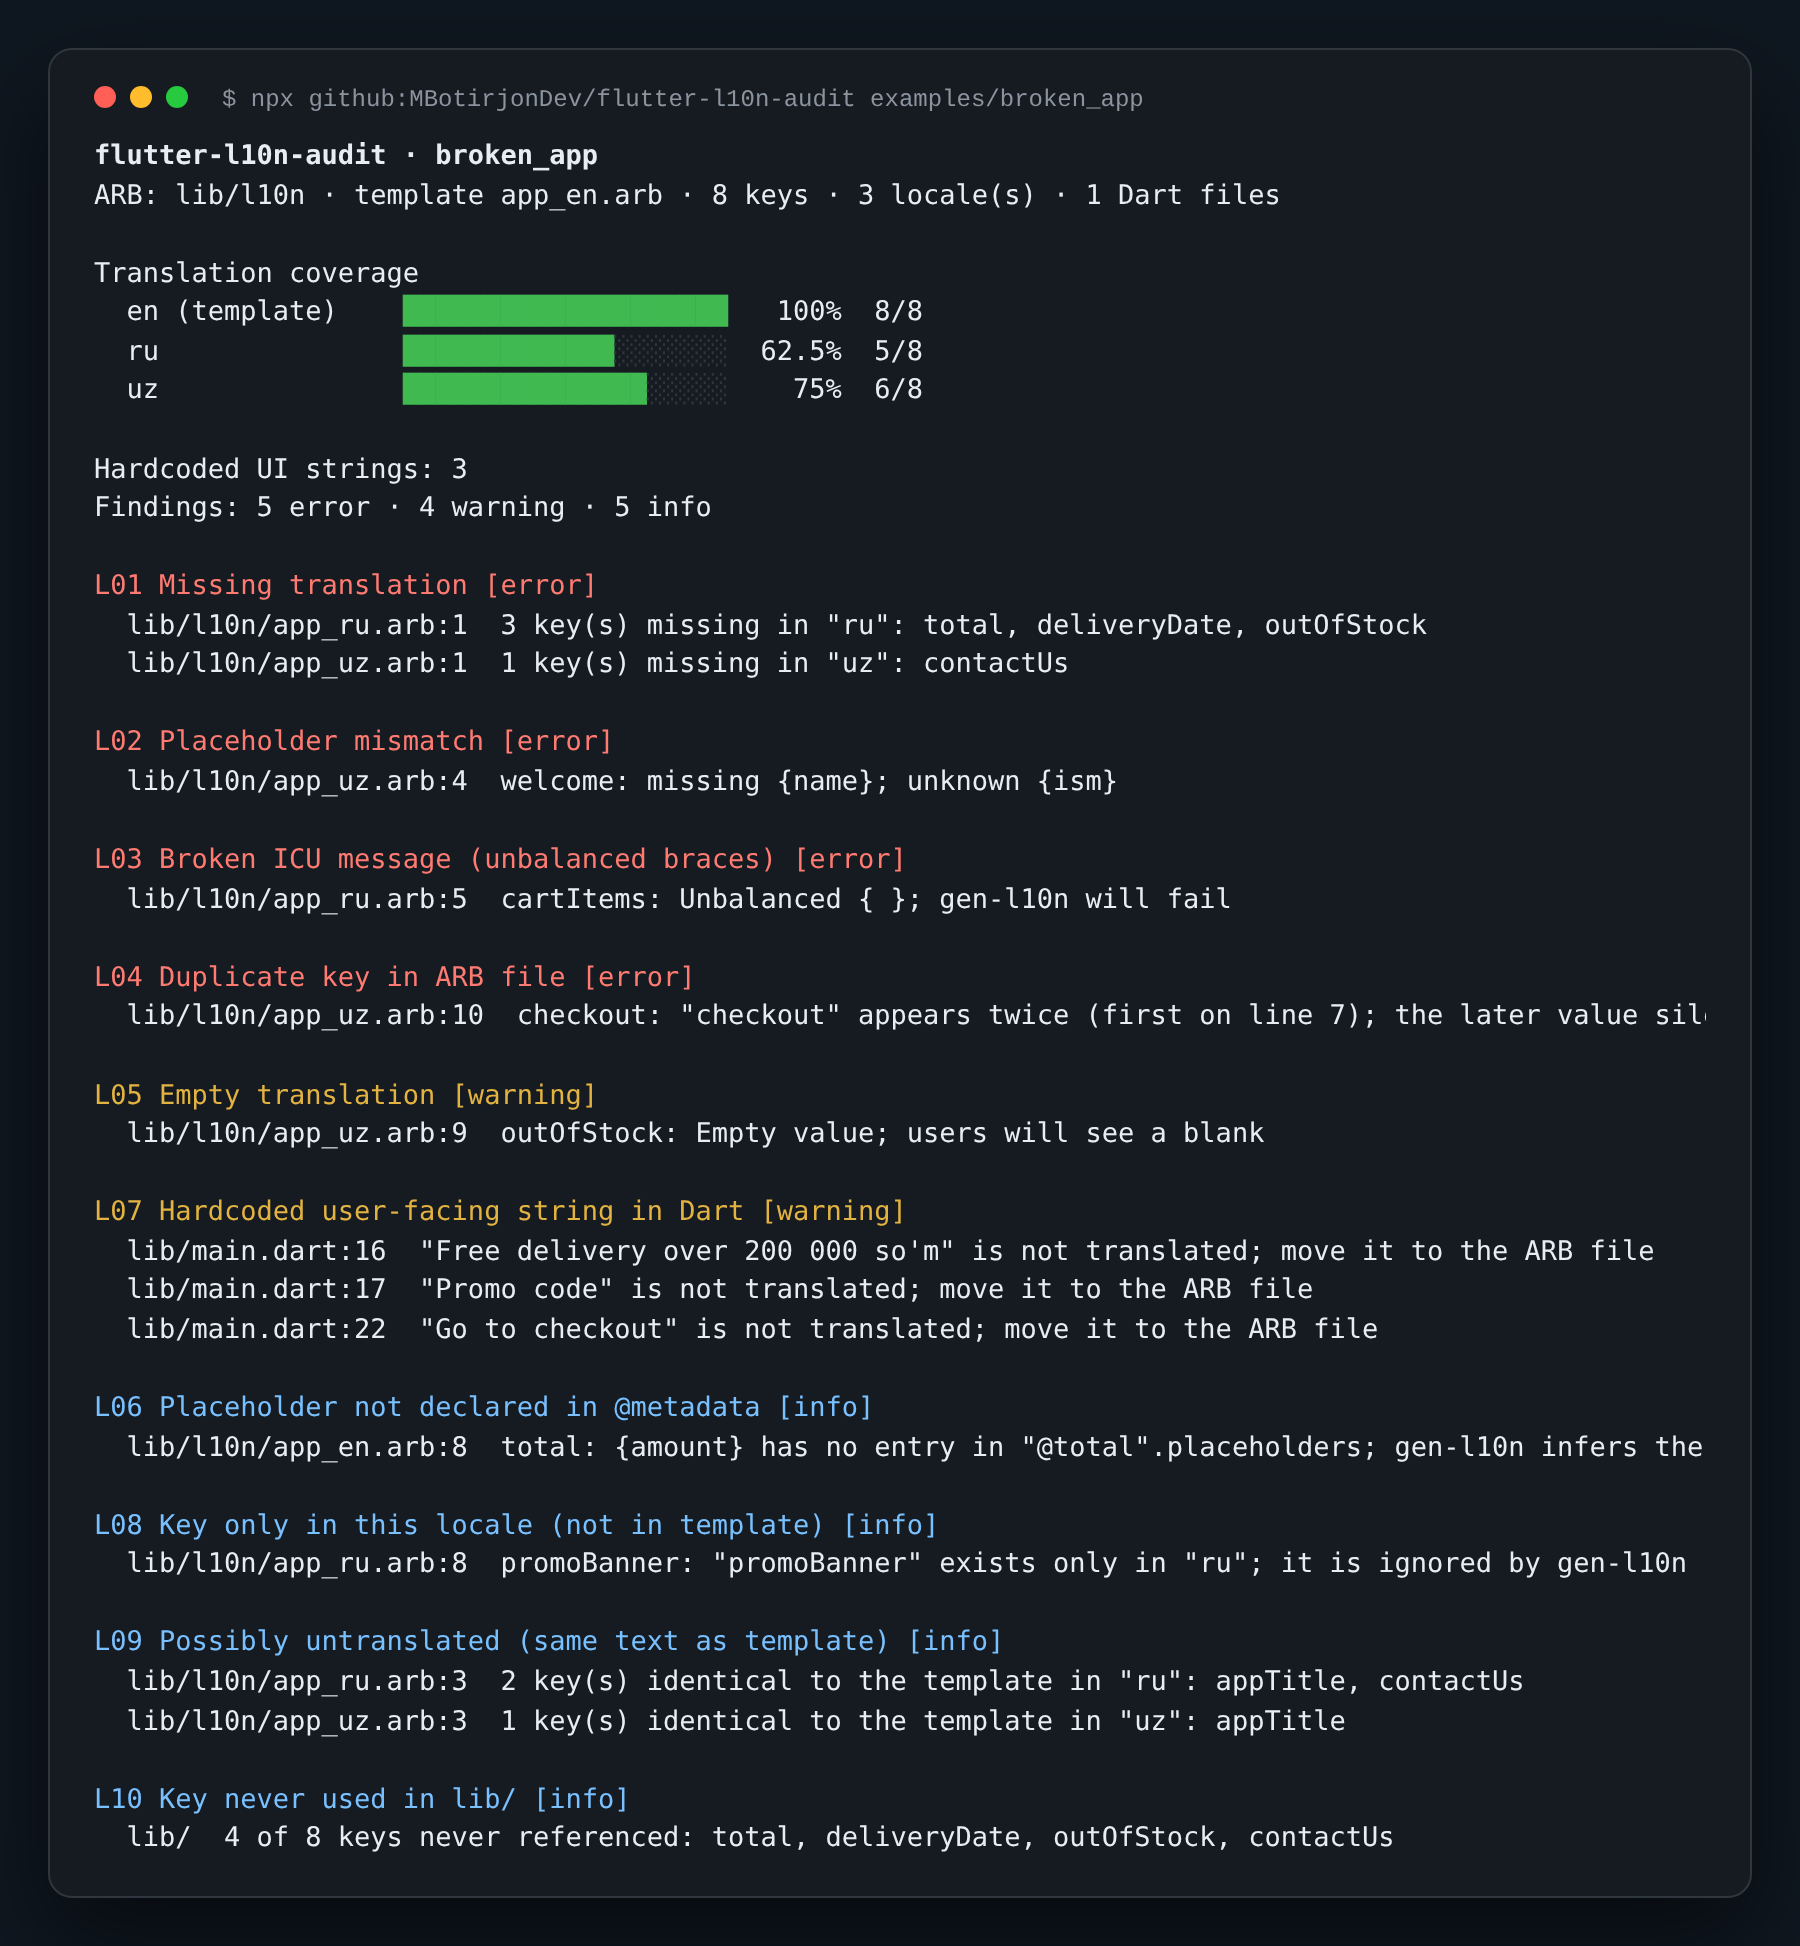 $ npx github:MBotirjonDev/flutter-l10n-audit examples/broken_app
flutter-l10n-audit · broken_app
ARB: lib/l10n · template app_en.arb · 8 keys · 3 locale(s) · 1 Dart files
Translation coverage
en (template) 100% 8/8
ru 62.5% 5/8
uz 75% 6/8
Hardcoded UI strings: 3
Findings: 5 error · 4 warning · 5 info
L01 Missing translation [error]
lib/l10n/app_ru.arb:1 3 key(s) missing in "ru": total, deliveryDate, outOfStock
lib/l10n/app_uz.arb:1 1 key(s) missing in "uz": contactUs
L02 Placeholder mismatch [error]
lib/l10n/app_uz.arb:4 welcome: missing {name}; unknown {ism}
L03 Broken ICU message (unbalanced braces) [error]
lib/l10n/app_ru.arb:5 cartItems: Unbalanced { }; gen-l10n will fail
L04 Duplicate key in ARB file [error]
lib/l10n/app_uz.arb:10 checkout: "checkout" appears twice (first on line 7); the later value
L05 Empty translation [warning]
lib/l10n/app_uz.arb:9 outOfStock: Empty value; users will see a blank
L07 Hardcoded user-facing string in Dart [warning]
lib/main.dart:16 "Free delivery over 200 000 so'm" is not translated; move it to the ARB file
lib/main.dart:17 "Promo code" is not translated; move it to the ARB file
lib/main.dart:22 "Go to checkout" is not translated; move it to the ARB file
L06 Placeholder not declared in @metadata [info]
lib/l10n/app_en.arb:8 total: {amount} has no entry in "@total".placeholders; gen-l10n infers the
L08 Key only in this locale (not in template) [info]
lib/l10n/app_ru.arb:8 promoBanner: "promoBanner" exists only in "ru"; it is ignored by gen-l10n
L09 Possibly untranslated (same text as template) [info]
lib/l10n/app_ru.arb:3 2 key(s) identical to the template in "ru": appTitle, contactUs
lib/l10n/app_uz.arb:3 1 key(s) identical to the template in "uz": appTitle
L10 Key never used in lib/ [info]
lib/ 4 of 8 keys never referenced: total, deliveryDate, outOfStock, contactUs